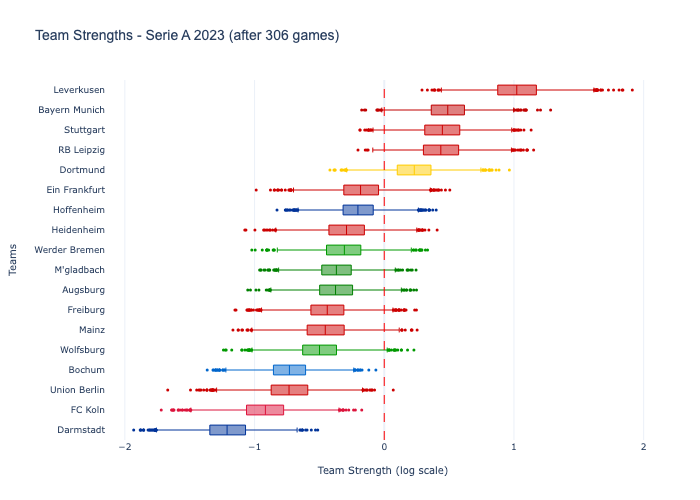 Team Strengths - Serie A 2023 (after 306 games)
Leverkusen
Bayern Munich
Stuttgart
RB Leipzig
Dortmund
Ein Frankfurt
Hoffenheim
Heidenheim
Werder Bremen
M'gladbach
Augsburg
Freiburg
Mainz
Wolfsburg
Bochum
Union Berlin
FC Koln
Darmstadt
Teams
−2 −1 0 1 2
Team Strength (log scale)